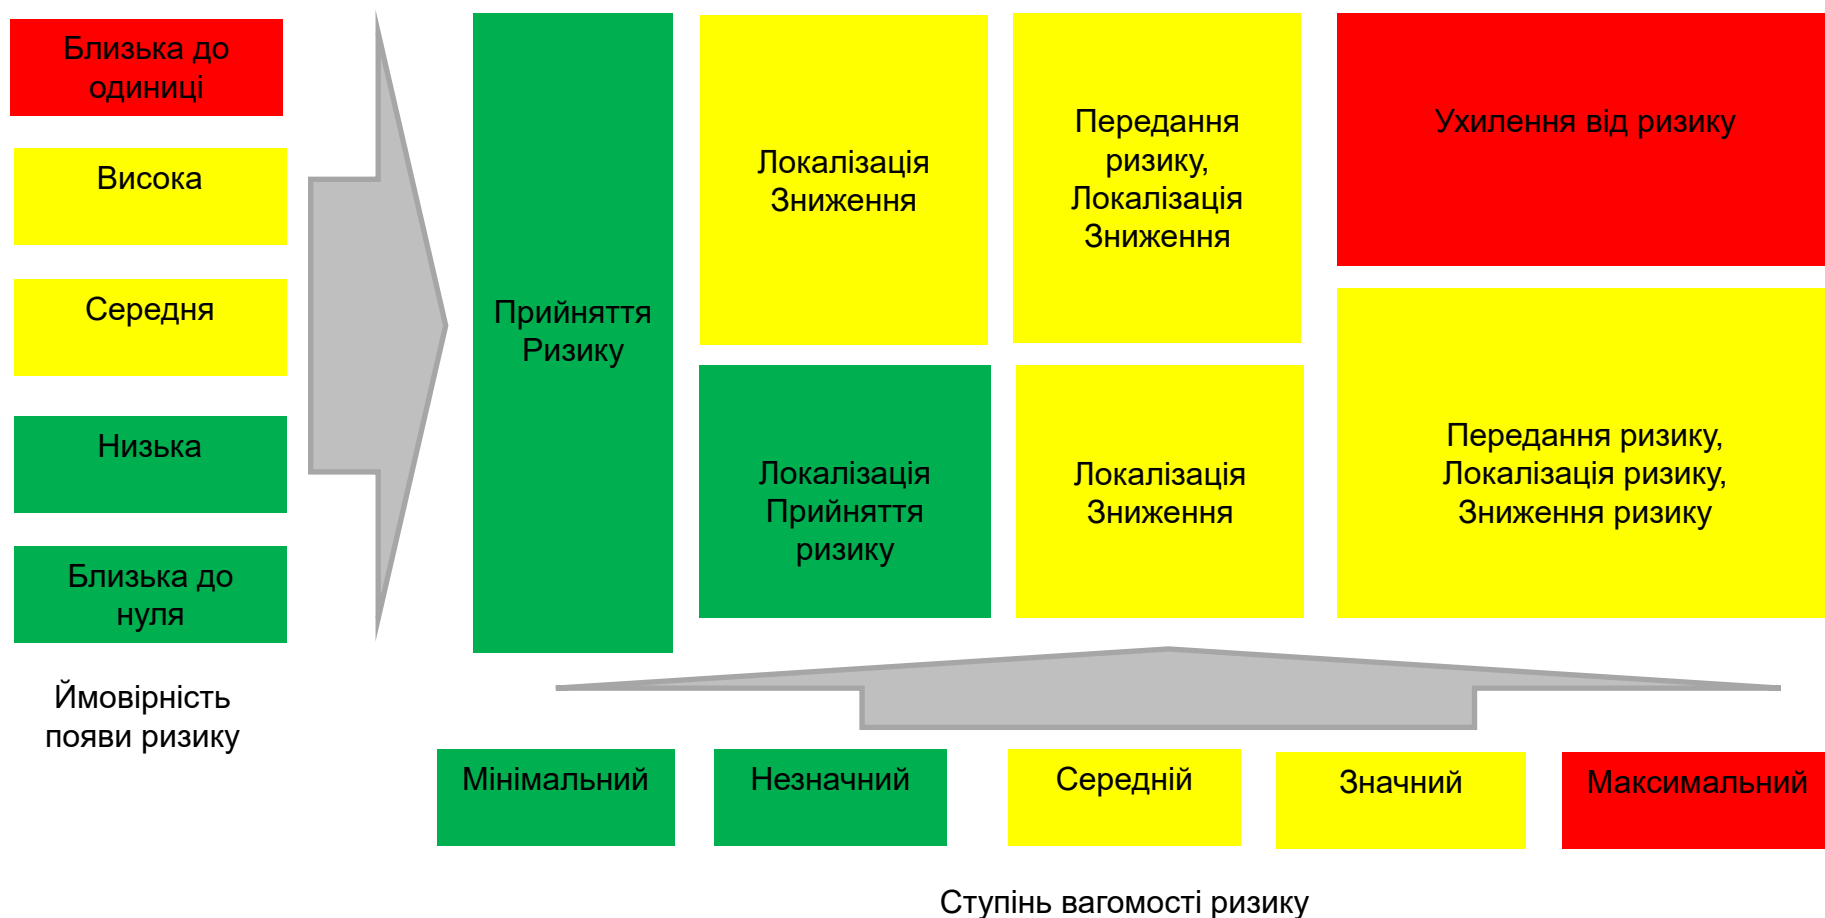 Близька до
одиниці
Висока
Середня
Низька
Близька до
нуля
Ймовірність
появи ризику
Прийняття
Ризику
Локалізація
Зниження
Передання
ризику,
Локалізація
Зниження
Ухилення від ризику
Локалізація
Прийняття
ризику
Локалізація
Зниження
Передання ризику,
Локалізація ризику,
Зниження ризику
Мінімальний
Незначний
Середній
Значний
Максимальний
Ступінь вагомості ризику